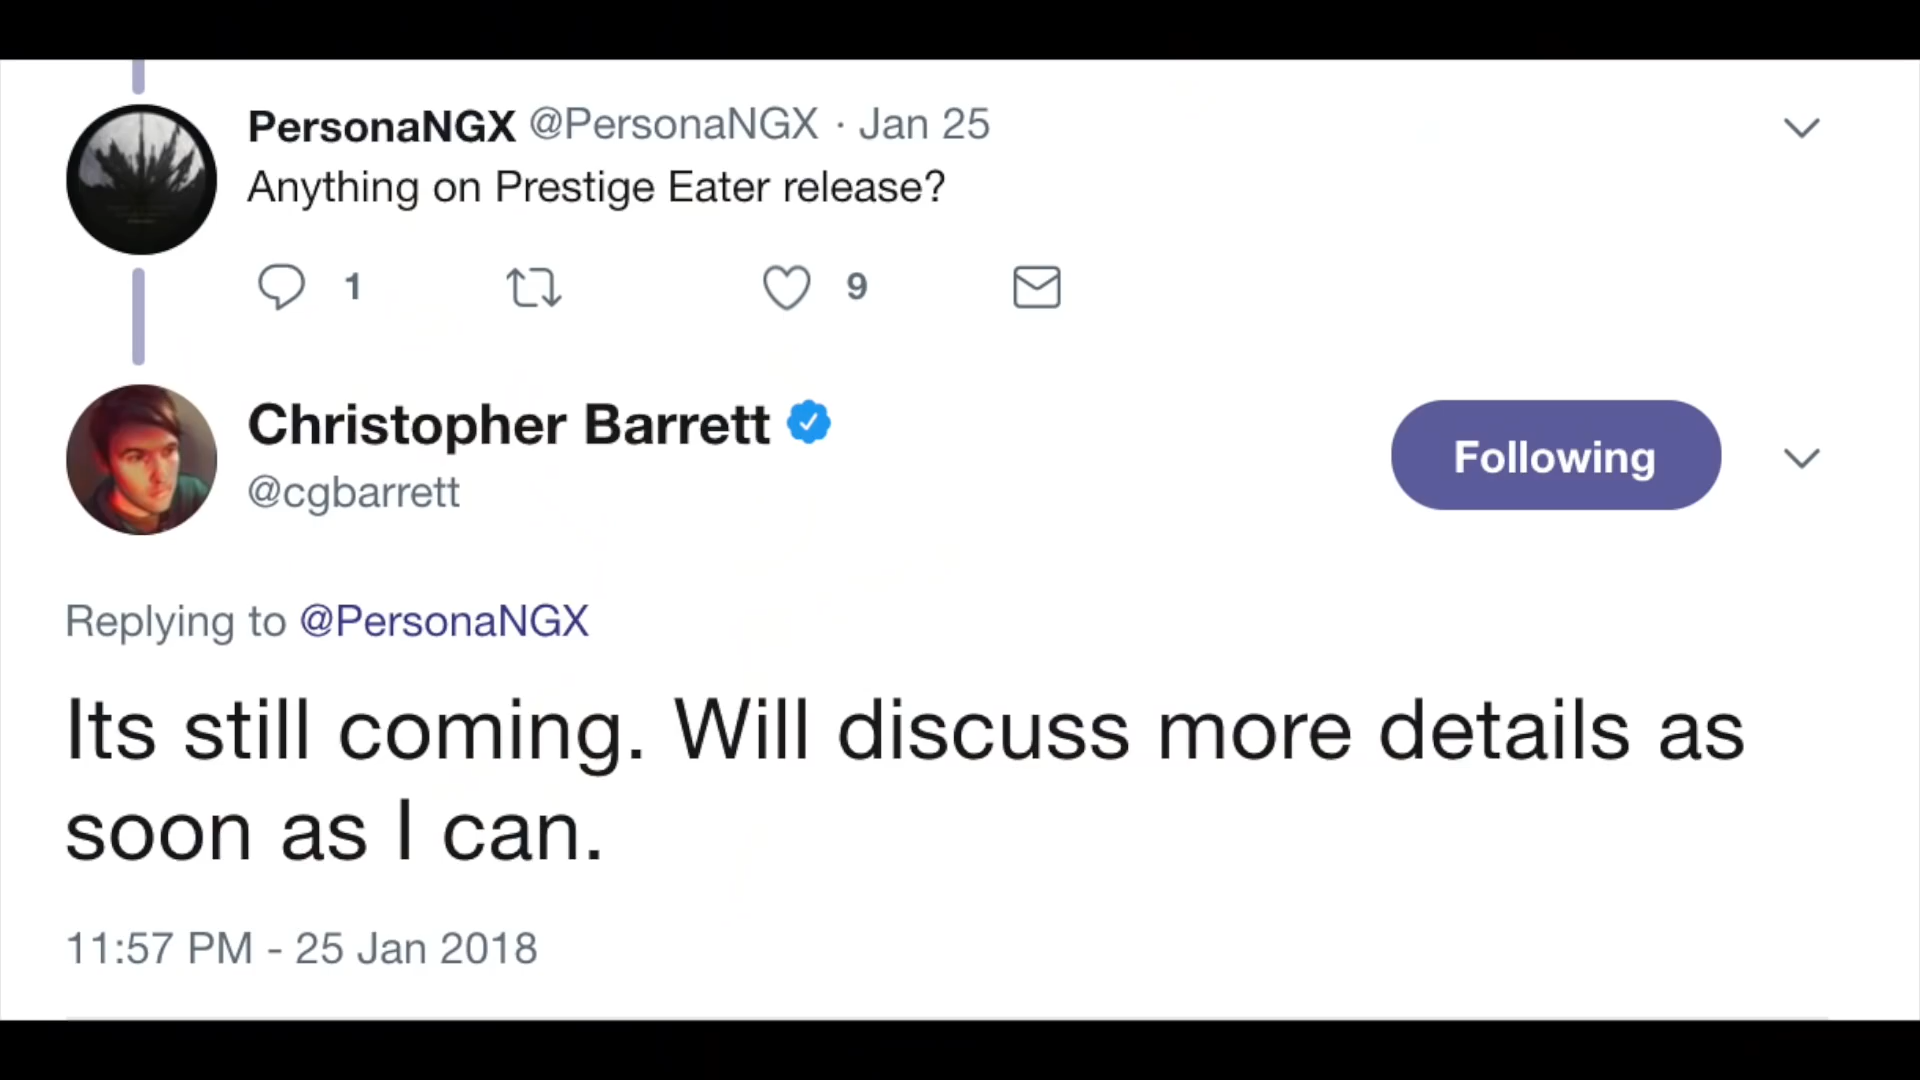 PersonaNGX @PersonaNGX · Jan 25
Anything on Prestige Eater release?
1 9
Christopher Barrett
@cgbarrett
Following
Replying to @PersonaNGX
Its still coming. Will discuss more details as
soon as I can.
11:57 PM - 25 Jan 2018